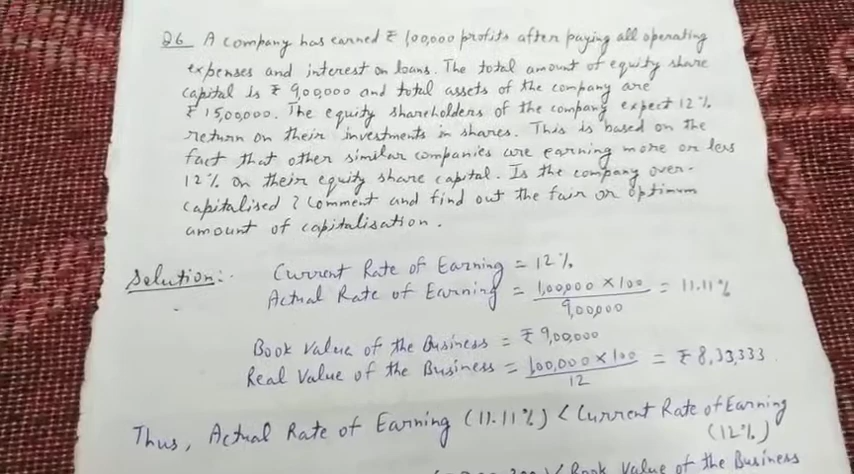 Q6 A company has earned ₹ 100,000 profits after paying all operating
expenses and interest on loans. The total amount of equity share
capital is ₹ 9,00,000 and total assets of the company are
₹ 15,00,000. The equity shareholders of the company expect 12%
return on their investments in shares. This is based on the
fact that other similar companies are earning more or less
12% on their equity share capital. Is the company over-
capitalised? Comment and find out the fair or optimum
amount of capitalisation.
Solution:- Current Rate of Earning = 12%
Actual Rate of Earning = 1,00,000 × 100 = 11.11%
9,00,000
Book Value of the Business = ₹ 9,00,000
Real Value of the Business = 1,00,000 × 100 = ₹ 8,33,333
12
Thus, Actual Rate of Earning (11.11%) < Current Rate of Earning
(12%)
< Book Value of the Business